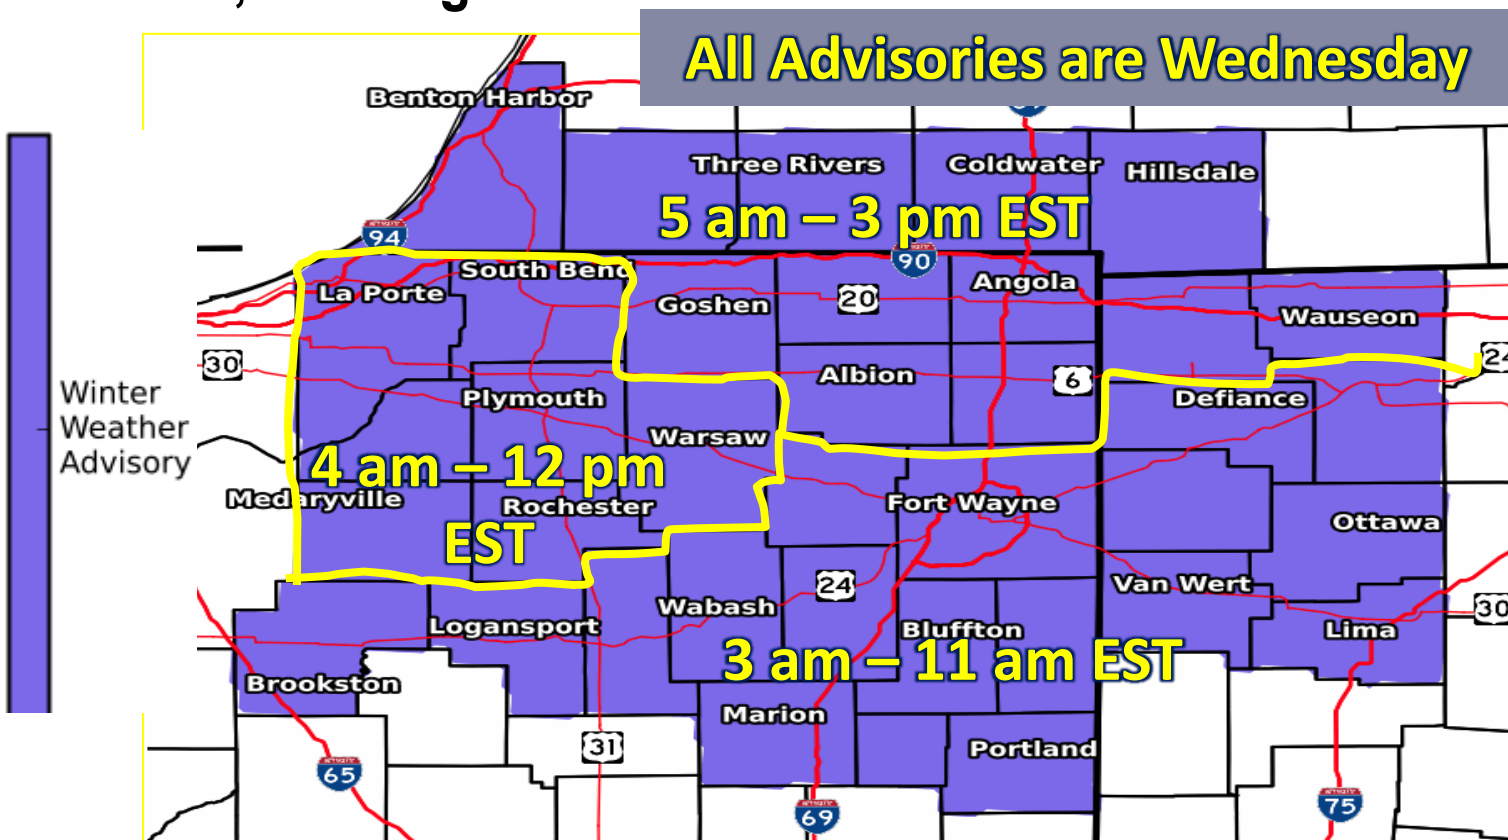 All Advisories are Wednesday
Benton Harbor
Three Rivers
Coldwater
Hillsdale
5 am – 3 pm EST
94
90
South Bend
La Porte
Goshen
20
Angola
Wauseon
30
24
Albion
6
Plymouth
Defiance
Winter
Weather
Advisory
Warsaw
4 am – 12 pm
EST
Medaryville
Rochester
Fort Wayne
Ottawa
24
Van Wert
Wabash
30
Logansport
Bluffton
Lima
3 am – 11 am EST
Brookston
Marion
Portland
31
65
69
75